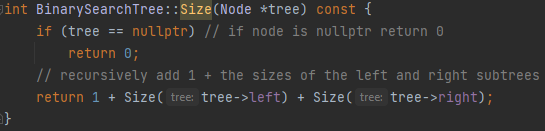 int BinarySearchTree::Size(Node *tree) const {
    if (tree == nullptr) // if node is nullptr return 0
        return 0;
    // recursively add 1 + the sizes of the left and right subtrees
    return 1 + Size( tree: tree->left) + Size( tree: tree->right);
}